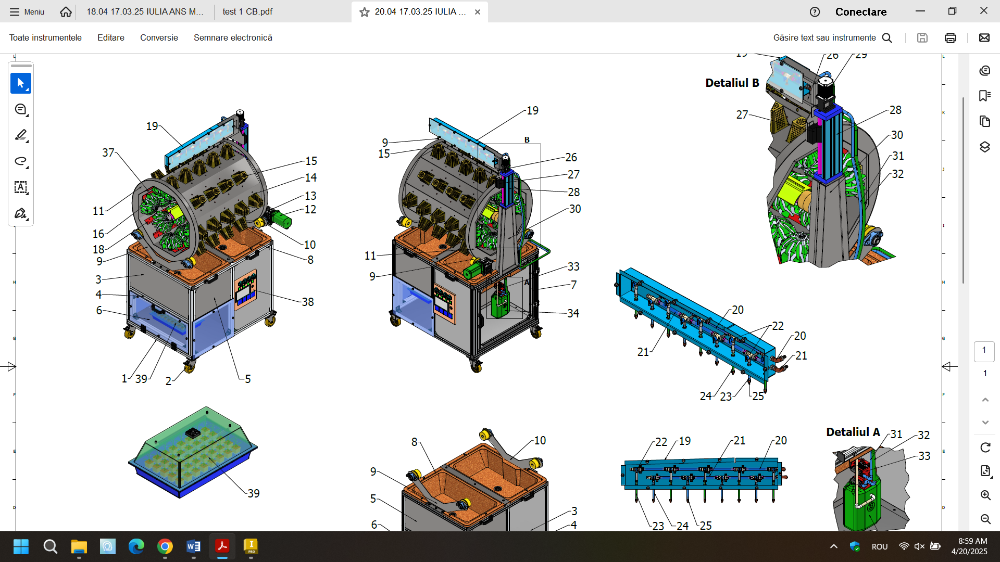 Meniu
18.04 17.03.25 IULIA ANS M...
test 1 CB.pdf
20.04 17.03.25 IULIA ...
Conectare
Toate instrumentele
Editare
Conversie
Semnare electronică
Găsire text sau instrumente
L
L
19
26
29
Detaliul B
K
27
28
30
31
32
J
I
H
G
F
E
D
19
37
15
14
13
12
11
16
18
10
9
8
3
4
6
38
1
39
2
5
19
B
9
15
26
27
28
30
11
9
33
A
7
34
20
22
20
21
21
24
23
25
H
G
F
E
D
39
8
10
9
5
3
6
4
22
19
21
20
23
24
25
Detaliul A
31
32
33
1
1
ROU
8:59 AM
4/20/2025
PRO